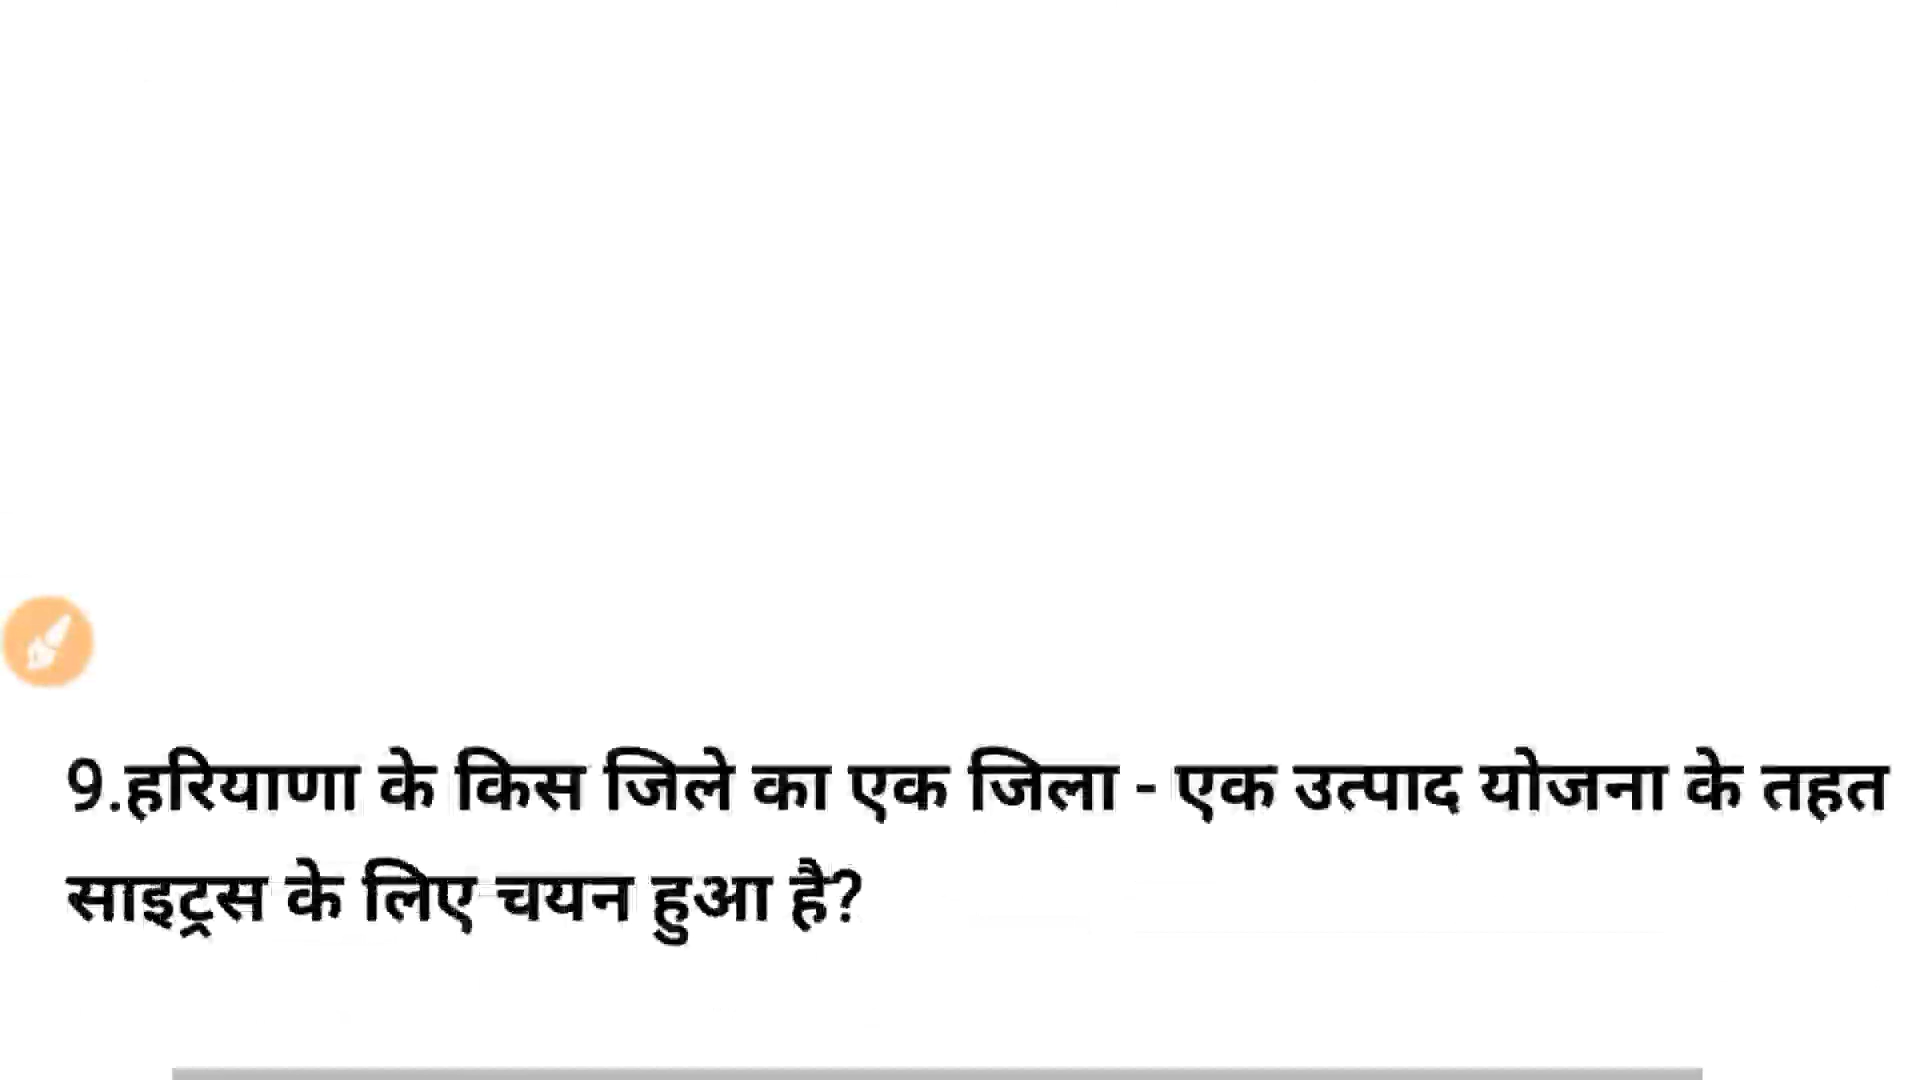 9.हरियाणा के किस जिले का एक जिला - एक उत्पाद योजना के तहत
साइट्रस के लिए चयन हुआ है?